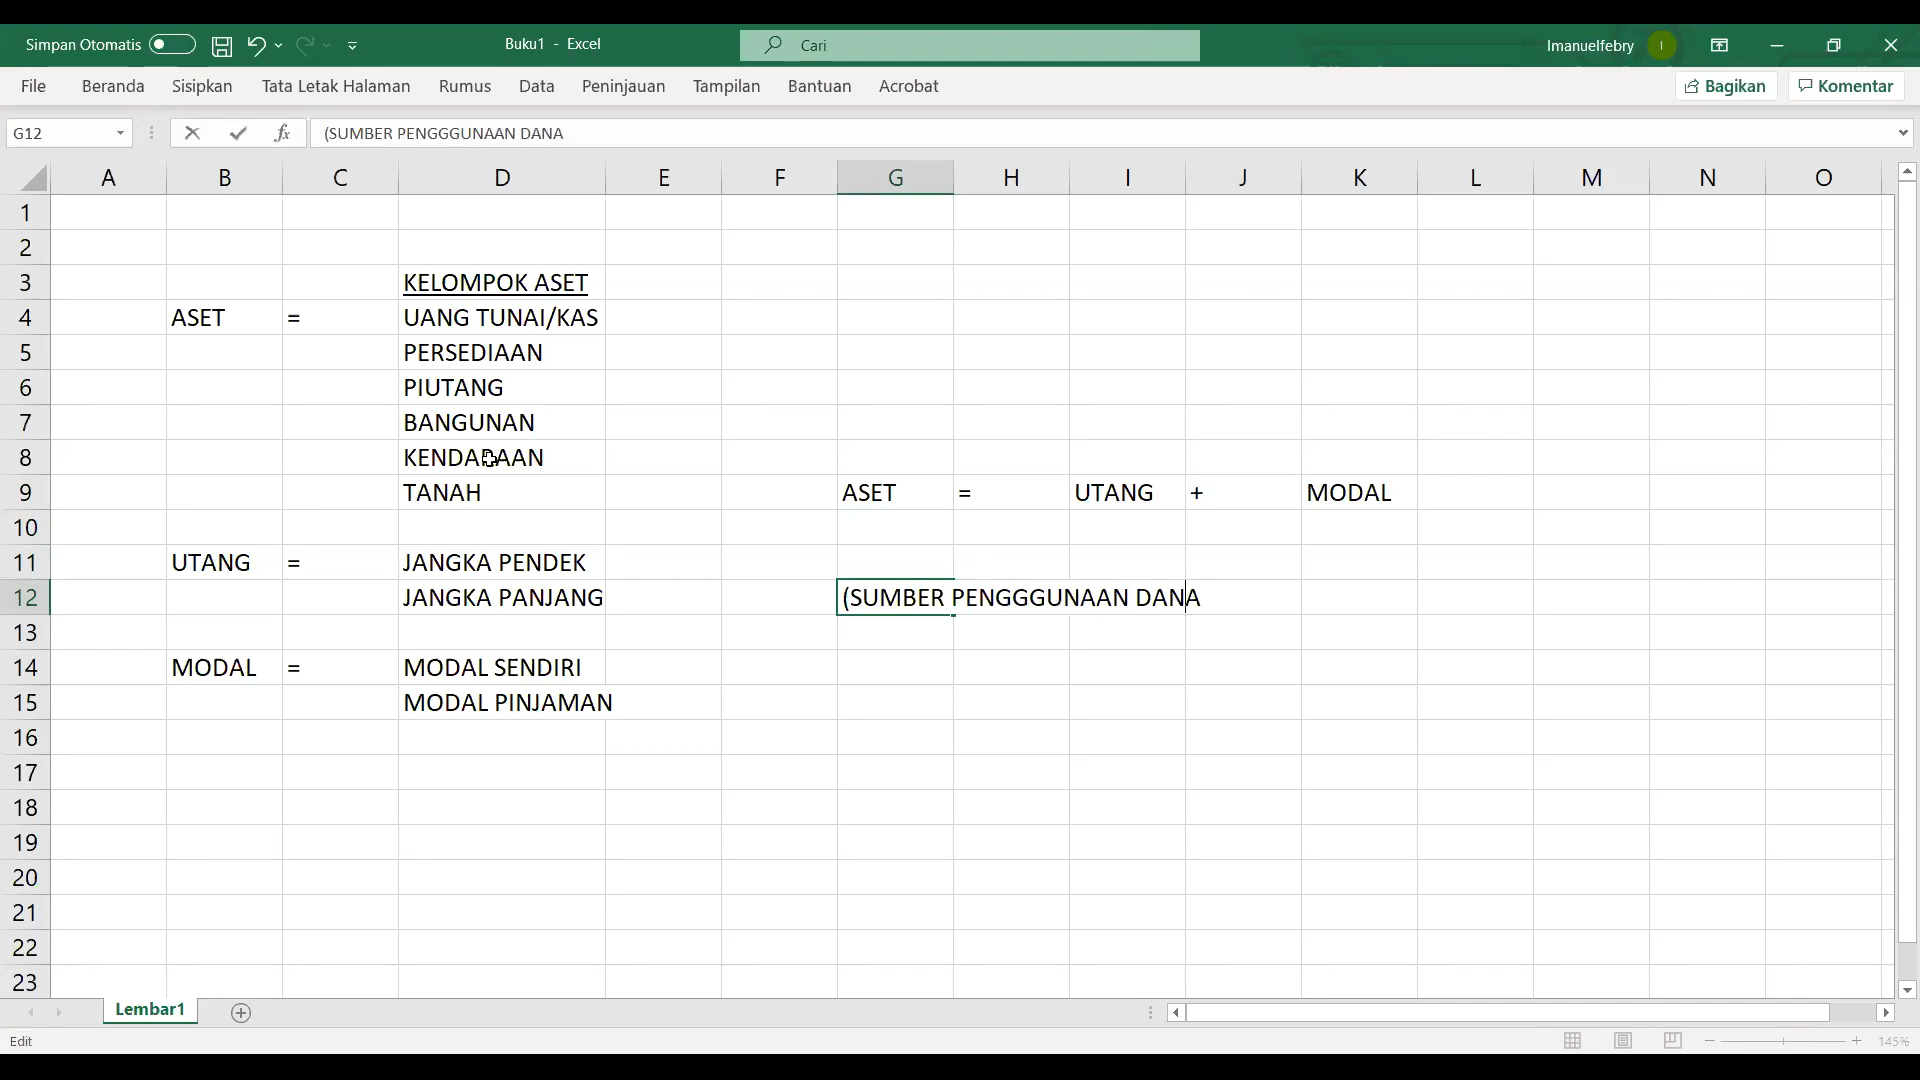 Simpan Otomatis
Buku1 - Excel
Cari
Imanuelfebry
I
File Beranda Sisipkan Tata Letak Halaman Rumus Data Peninjauan Tampilan Bantuan Acrobat
Bagikan Komentar
G12 fx (SUMBER PENGGGUNAAN DANA
A B C D E F G H I J K L M N O
1
2
3 KELOMPOK ASET
4 ASET = UANG TUNAI/KAS
5 PERSEDIAAN
6 PIUTANG
7 BANGUNAN
8 KENDARAAN
9 TANAH ASET = UTANG + MODAL
10
11 UTANG = JANGKA PENDEK
12 JANGKA PANJANG (SUMBER PENGGGUNAAN DANA
13
14 MODAL = MODAL SENDIRI
15 MODAL PINJAMAN
16
17
18
19
20
21
22
23
Lembar1
Edit
145%